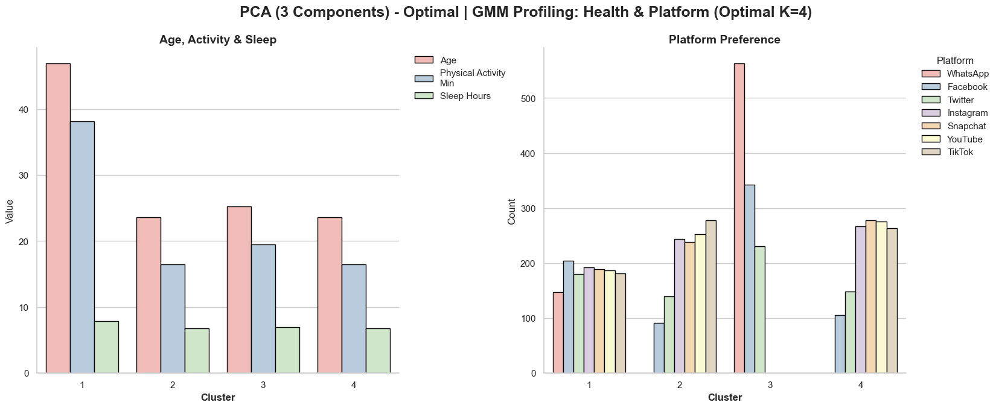 PCA (3 Components) - Optimal | GMM Profiling: Health & Platform (Optimal K=4)
Age, Activity & Sleep
Value
40
30
20
10
0
1
2
3
4
Cluster
Age
Physical Activity
Min
Sleep Hours
Platform Preference
Count
500
400
300
200
100
0
1
2
3
4
Cluster
Platform
WhatsApp
Facebook
Twitter
Instagram
Snapchat
YouTube
TikTok